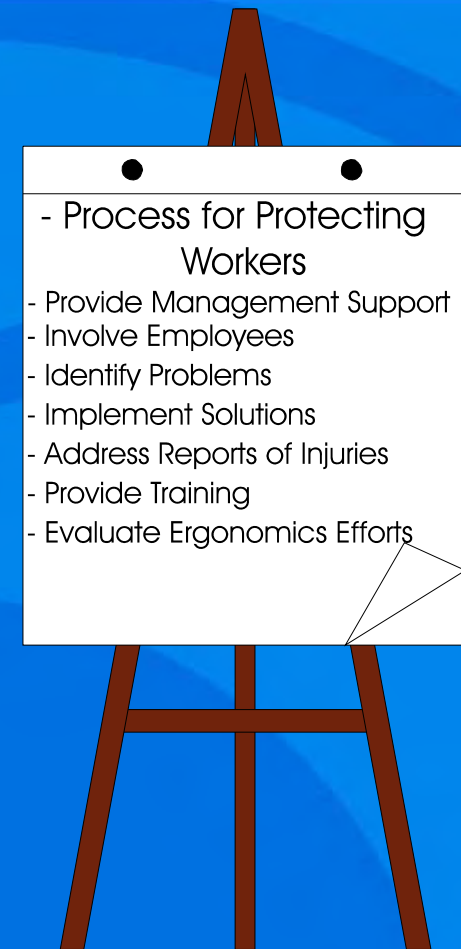 - Process for Protecting
Workers
- Provide Management Support
- Involve Employees
- Identify Problems
- Implement Solutions
- Address Reports of Injuries
- Provide Training
- Evaluate Ergonomics Efforts